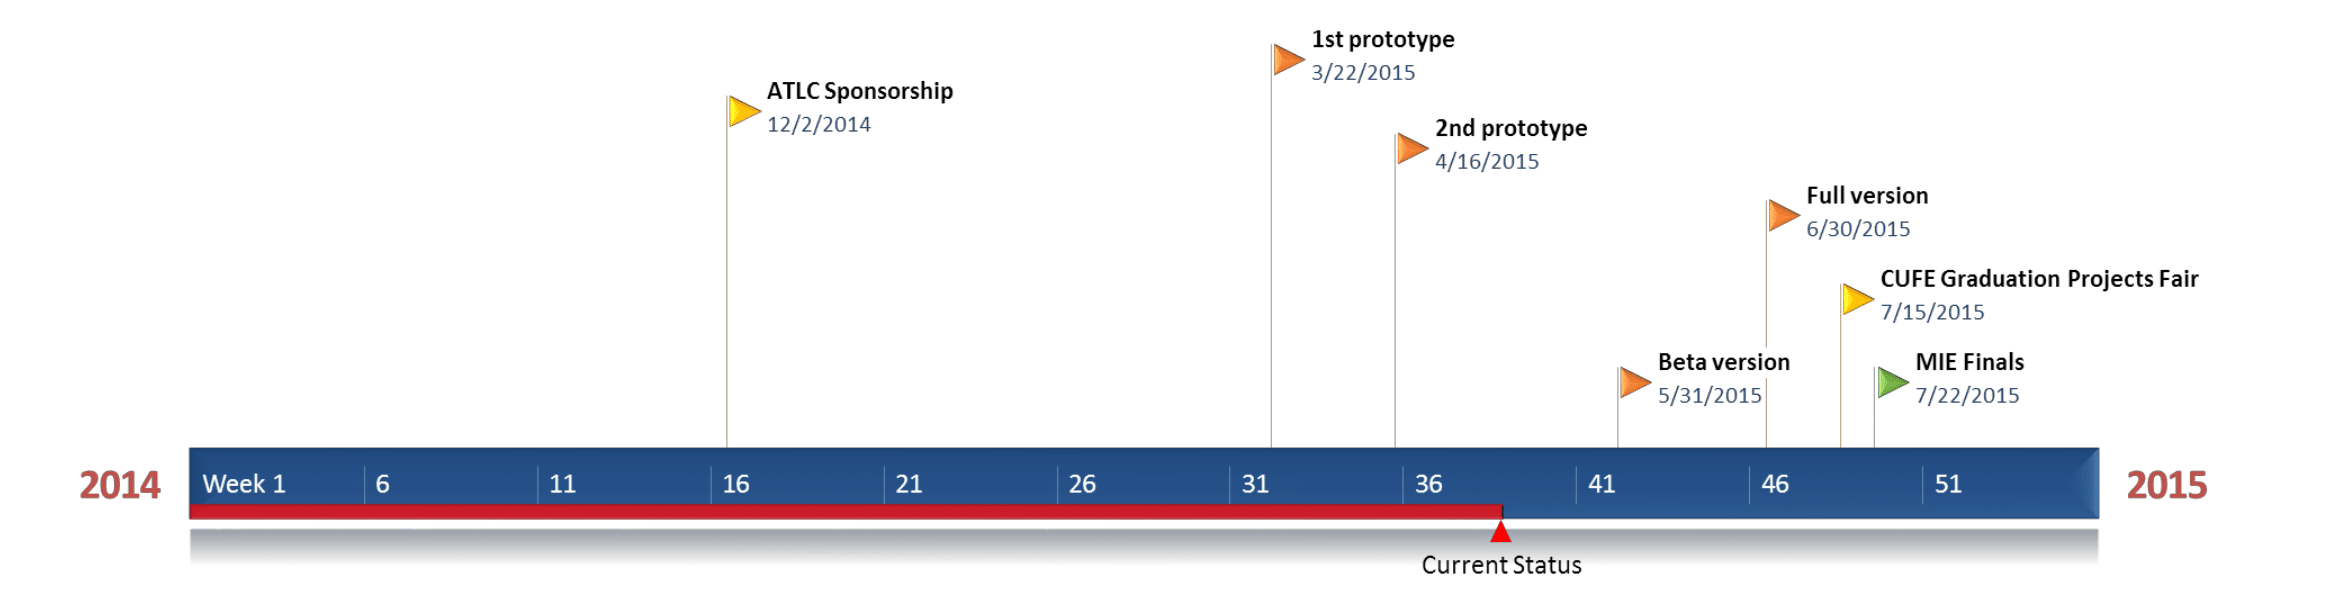 1st prototype
3/22/2015
ATLC Sponsorship
12/2/2014
2nd prototype
4/16/2015
Full version
6/30/2015
CUFE Graduation Projects Fair
7/15/2015
Beta version
5/31/2015
MIE Finals
7/22/2015
2014 Week 1 6 11 16 21 26 31 36 41 46 51 2015
Current Status